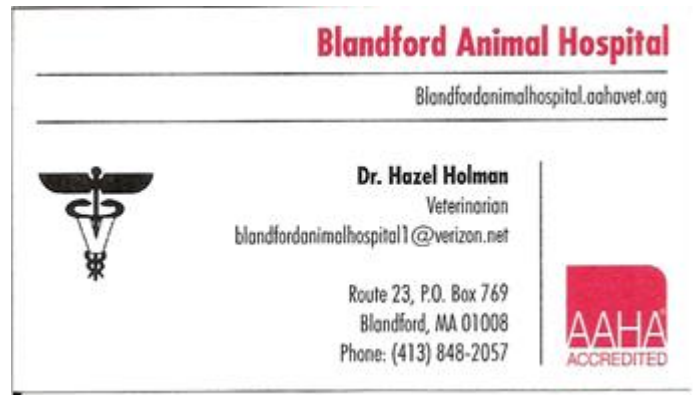 Blandford Animal Hospital
Blandfordanimalhospital.aahavet.org
Dr. Hazel Holman
Veterinarian
blandfordanimalhospital1@verizon.net
Route 23, P.O. Box 769
Blandford, MA 01008
Phone: (413) 848-2057
V
AAHA
ACCREDITED